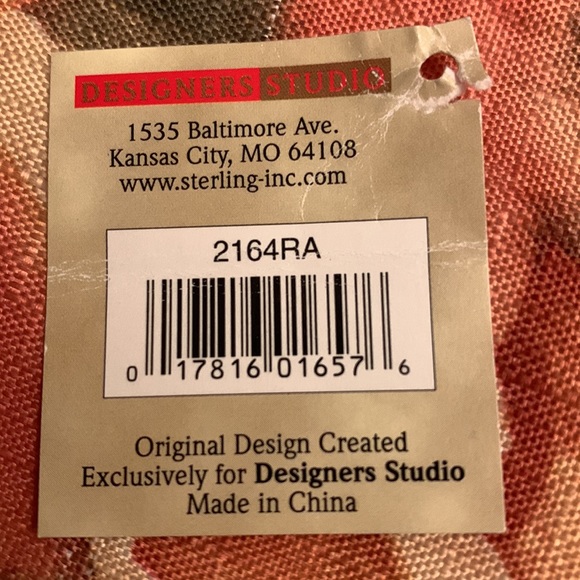 DESIGNERS STUDIO
1535 Baltimore Ave.
Kansas City, MO 64108
www.sterling-inc.com
2164RA
0 17816 01657 6
Original Design Created
Exclusively for Designers Studio
Made in China